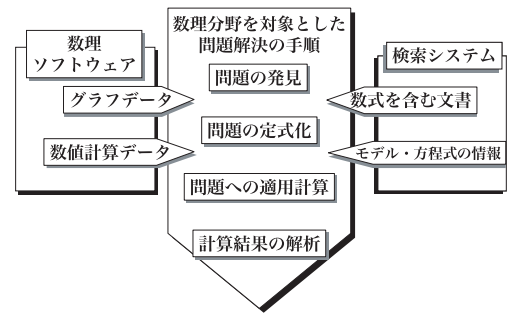 数理分野を対象とした
問題解決の手順
数理
ソフトウェア
グラフデータ
数値計算データ
問題の発見
問題の定式化
問題への適用計算
計算結果の解析
検索システム
数式を含む文書
モデル・方程式の情報